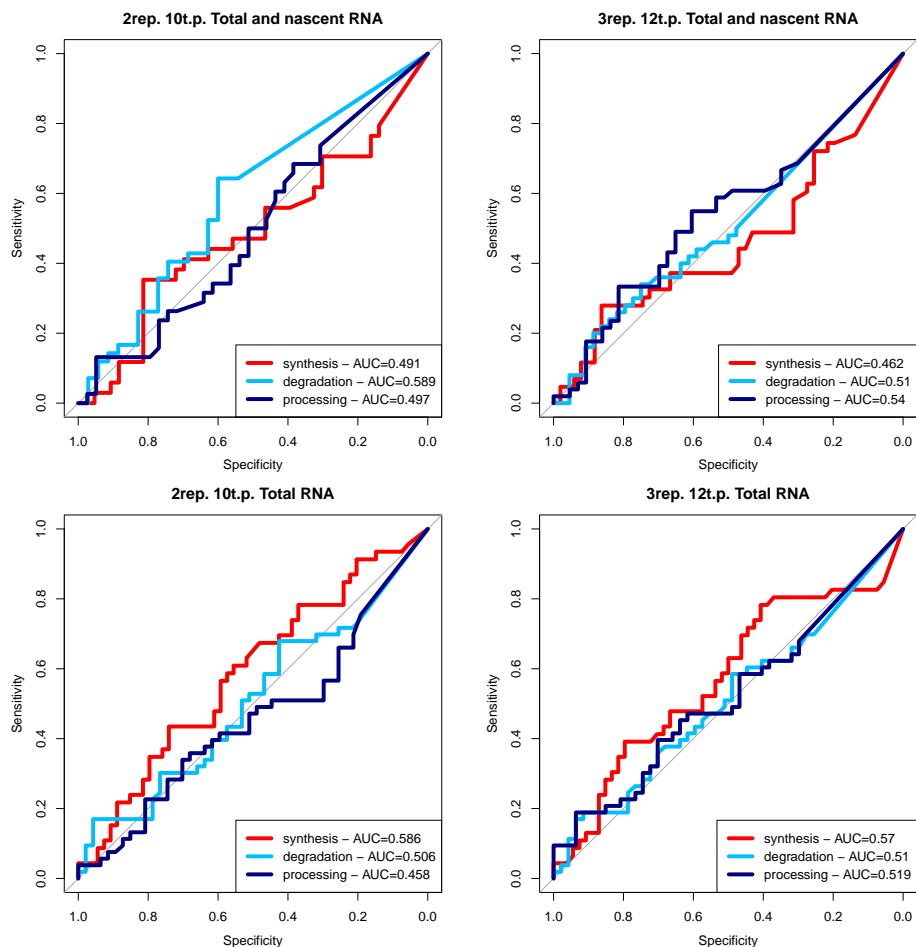 2rep. 10t.p. Total and nascent RNA
Sensitivity
1.0
0.8
0.6
0.4
0.2
0.0
synthesis – AUC=0.491
degradation – AUC=0.589
processing – AUC=0.497
1.0 0.8 0.6 0.4 0.2 0.0
Specificity
3rep. 12t.p. Total and nascent RNA
Sensitivity
1.0
0.8
0.6
0.4
0.2
0.0
synthesis – AUC=0.462
degradation – AUC=0.51
processing – AUC=0.54
1.0 0.8 0.6 0.4 0.2 0.0
Specificity
2rep. 10t.p. Total RNA
Sensitivity
1.0
0.8
0.6
0.4
0.2
0.0
synthesis – AUC=0.586
degradation – AUC=0.506
processing – AUC=0.458
1.0 0.8 0.6 0.4 0.2 0.0
Specificity
3rep. 12t.p. Total RNA
Sensitivity
1.0
0.8
0.6
0.4
0.2
0.0
synthesis – AUC=0.57
degradation – AUC=0.51
processing – AUC=0.519
1.0 0.8 0.6 0.4 0.2 0.0
Specificity